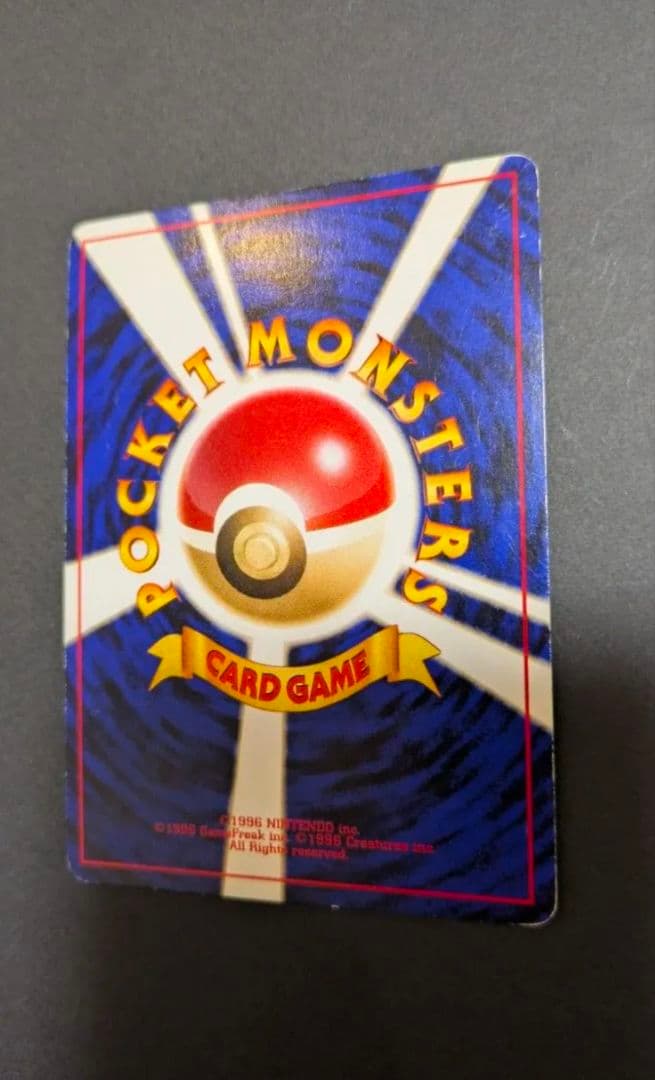 POCKET MONSTERS
CARD GAME
©1996 NINTENDO inc.
©1996 GameFreak inc. ©1996 Creatures inc.
All Rights reserved.